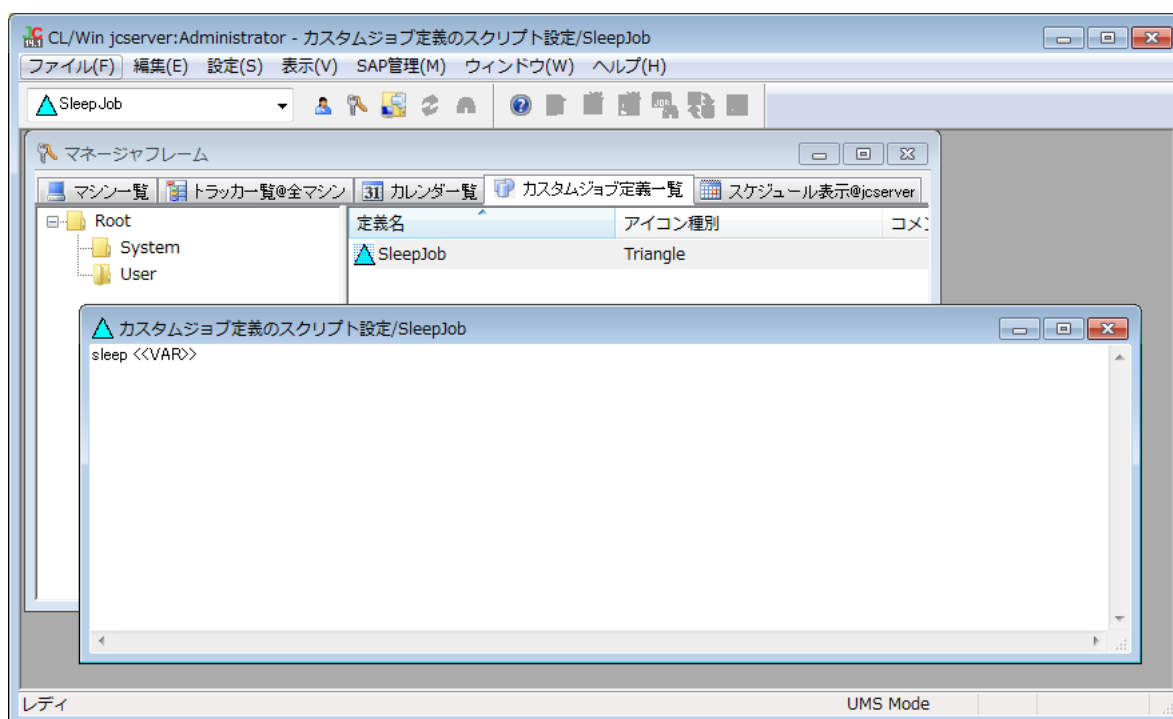 CL/Win jcserver:Administrator - カスタムジョブ定義のスクリプト設定/SleepJob
ファイル(F) 編集(E) 設定(S) 表示(V) SAP管理(M) ウィンドウ(W) ヘルプ(H)
SleepJob
マネージャフレーム
マシン一覧 トラッカー一覧@全マシン 31 カレンダ一覧 カスタムジョブ定義一覧 スケジュール表示@jcserver
Root 定義名 アイコン種別 コメ
System SleepJob Triangle
User
カスタムジョブ定義のスクリプト設定/SleepJob
sleep <<VAR>>
レディ UMS Mode